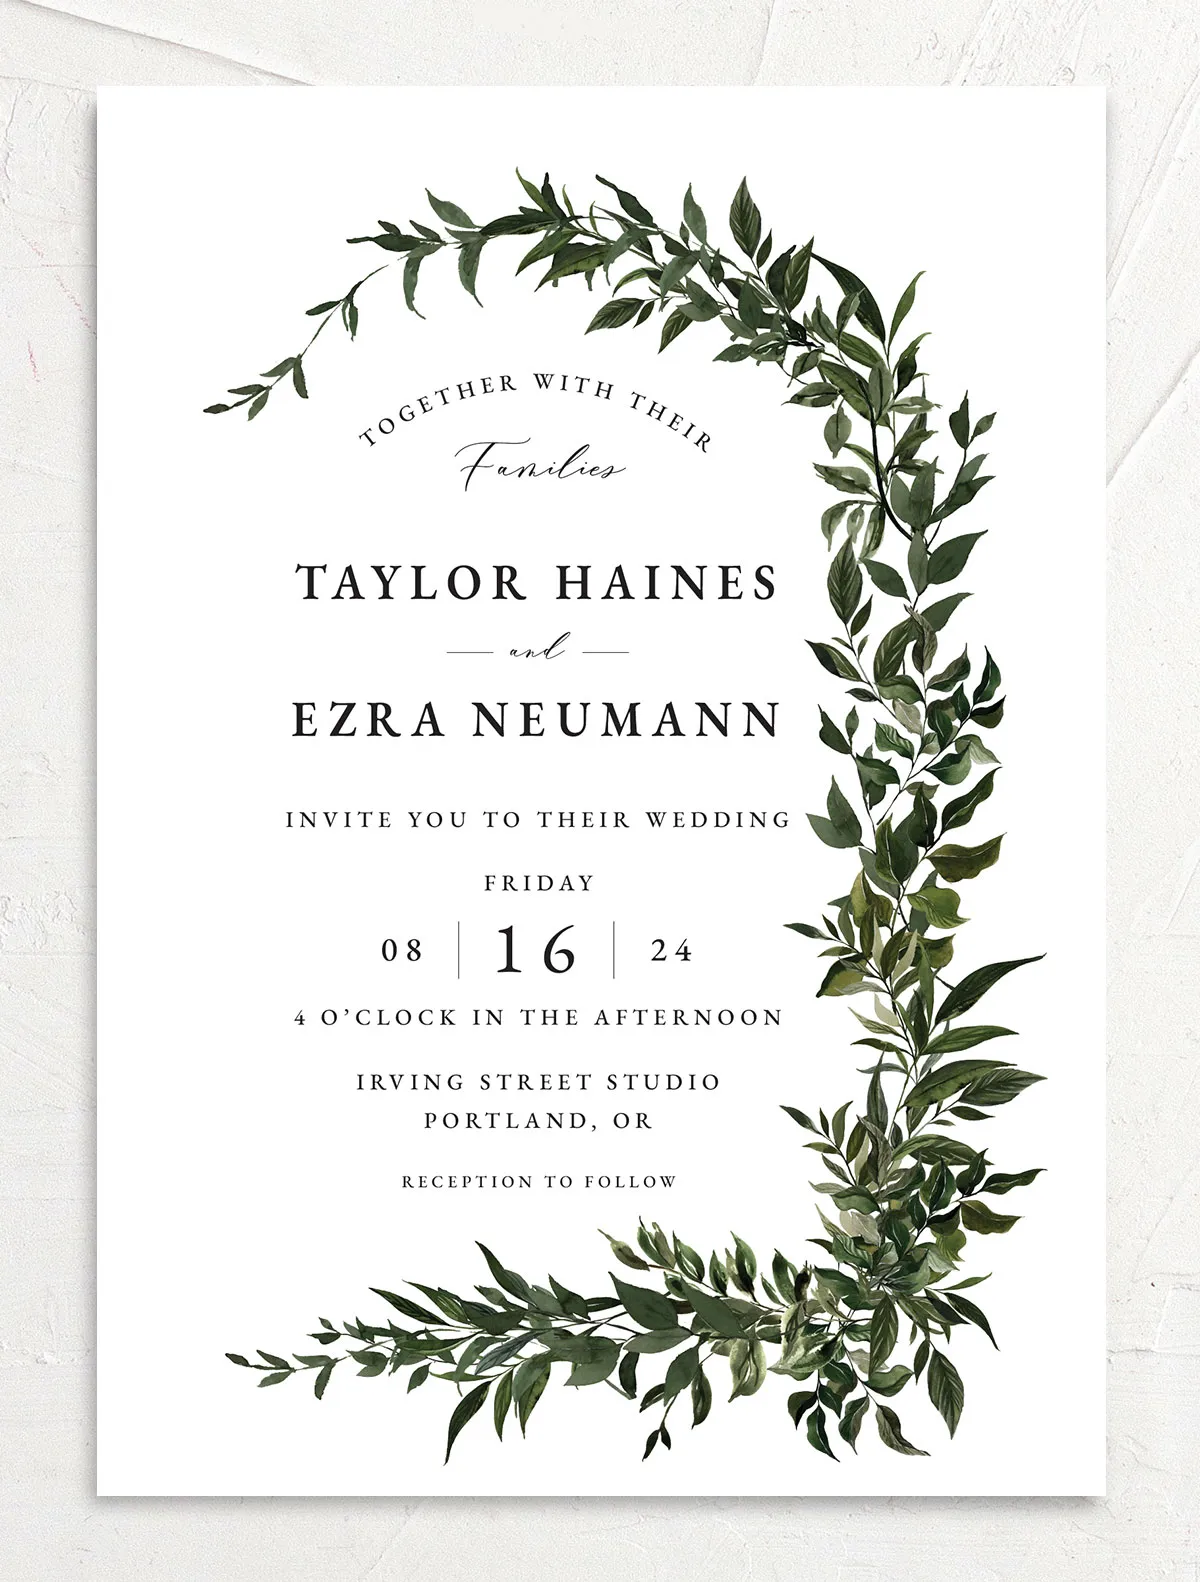 TOGETHER WITH THEIR
Families
TAYLOR HAINES
and
EZRA NEUMANN
INVITE YOU TO THEIR WEDDING
FRIDAY
08 | 16 | 24
4 O’CLOCK IN THE AFTERNOON
IRVING STREET STUDIO
PORTLAND, OR
RECEPTION TO FOLLOW